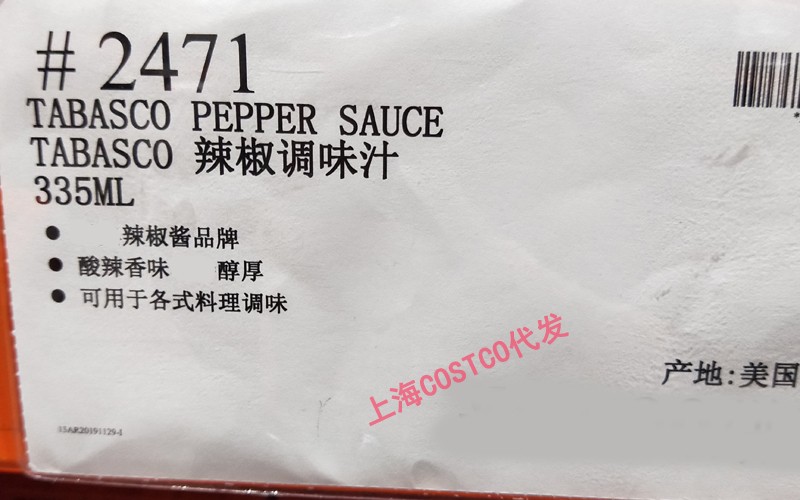 #2471
TABASCO PEPPER SAUCE
TABASCO 辣椒调味汁
335ML
● 辣椒酱品牌
● 酸辣香味 醇厚
● 可用于各式料理调味
上海COSTCO代发
产地:美国